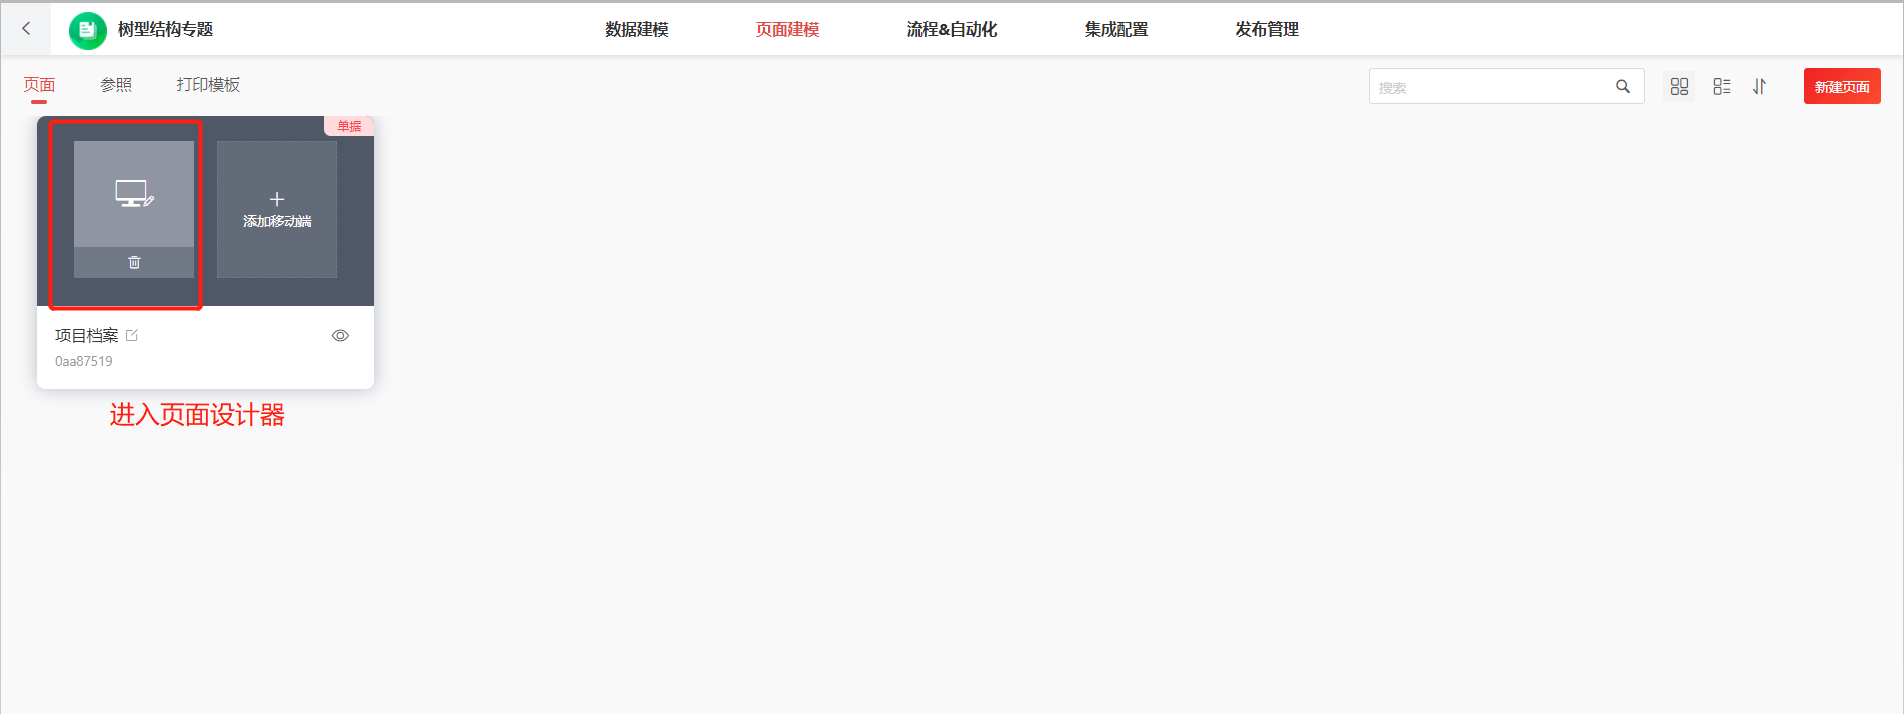 树型结构专题
数据建模
页面建模
流程&自动化
集成配置
发布管理
页面
参照
打印模板
搜索
新建页面
单据
添加移动端
项目档案
0aa87519
进入页面设计器